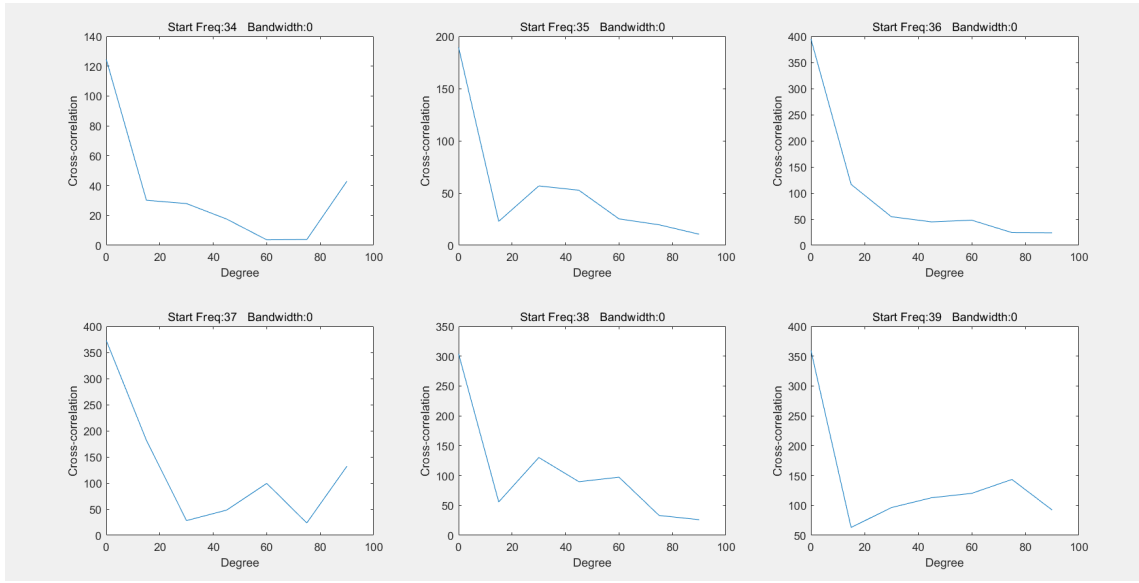 Start Freq:34   Bandwidth:0
140
120
100
80
60
40
20
0
Cross-correlation
0 20 40 60 80 100
Degree
Start Freq:35   Bandwidth:0
200
150
100
50
0
Cross-correlation
0 20 40 60 80 100
Degree
Start Freq:36   Bandwidth:0
400
350
300
250
200
150
100
50
0
Cross-correlation
0 20 40 60 80 100
Degree
Start Freq:37   Bandwidth:0
400
350
300
250
200
150
100
50
0
Cross-correlation
0 20 40 60 80 100
Degree
Start Freq:38   Bandwidth:0
350
300
250
200
150
100
50
0
Cross-correlation
0 20 40 60 80 100
Degree
Start Freq:39   Bandwidth:0
400
350
300
250
200
150
100
50
Cross-correlation
0 20 40 60 80 100
Degree